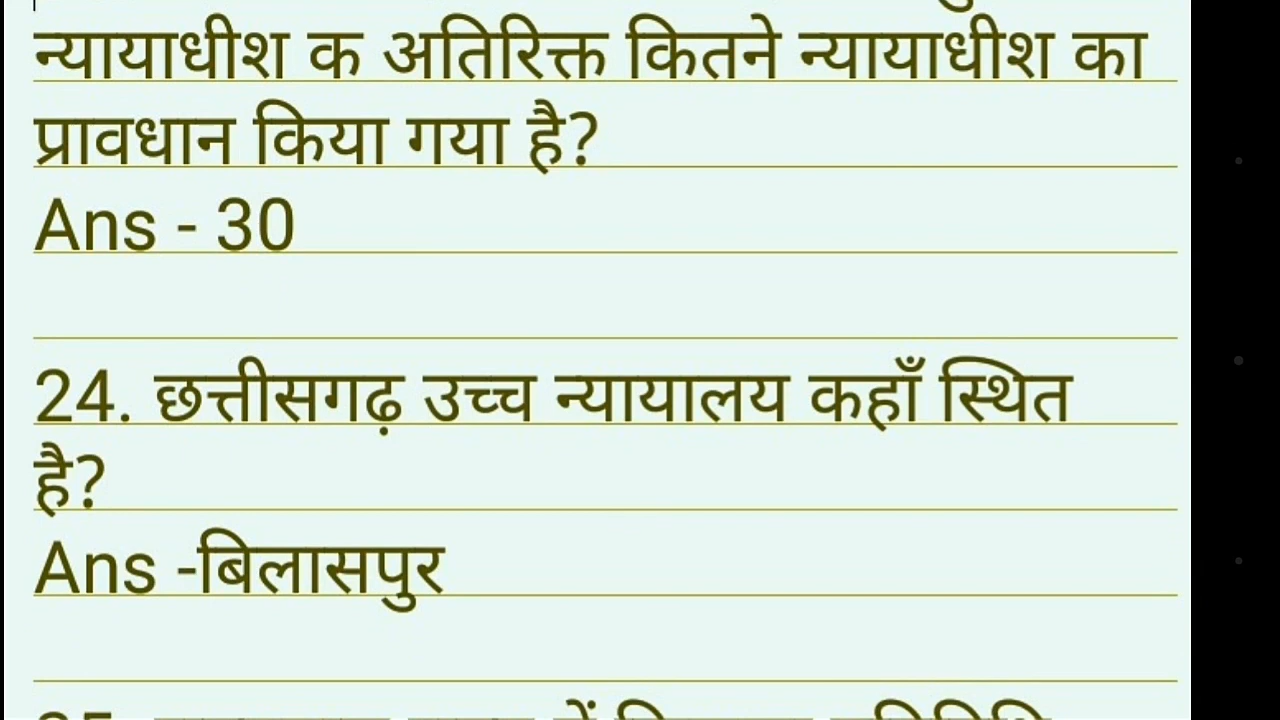 न्यायाधीश क अतिरिक्त कितने न्यायाधीश का
प्रावधान किया गया है?
Ans - 30
24. छत्तीसगढ़ उच्च न्यायालय कहाँ स्थित
है?
Ans -बिलासपुर